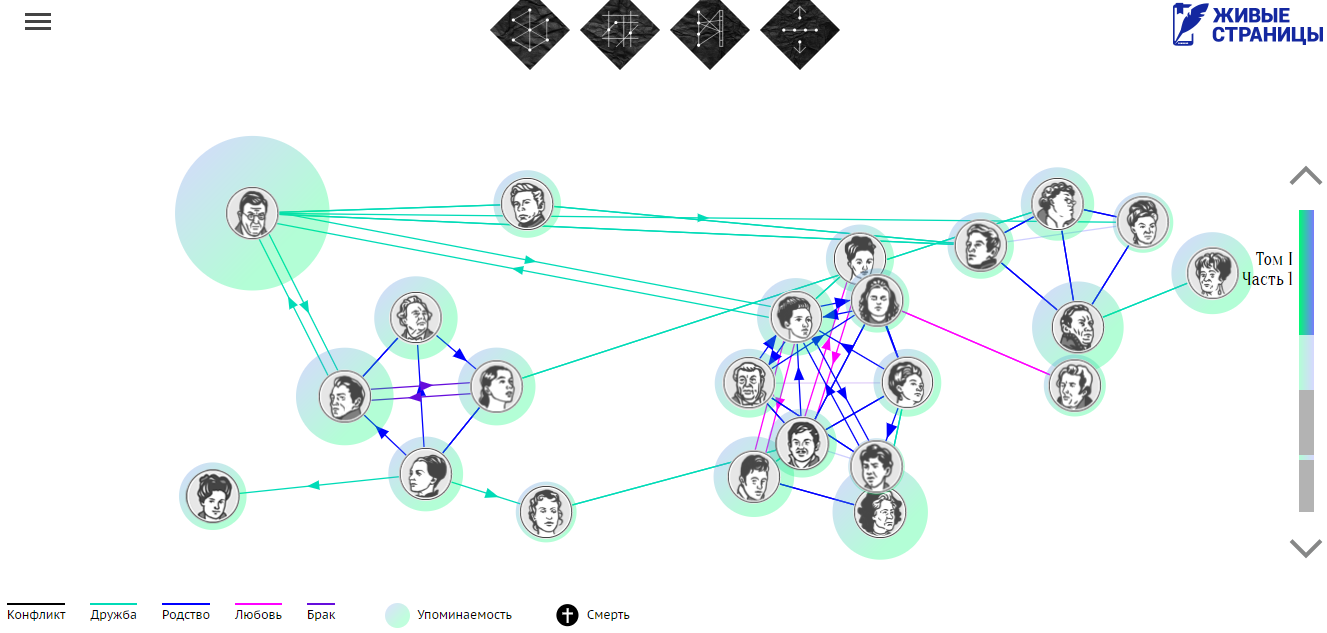 ЖИВЫЕ
СТРАНИЦЫ
Том I
Часть I
Конфликт
Дружба
Родство
Любовь
Брак
Упоминаемость
Смерть